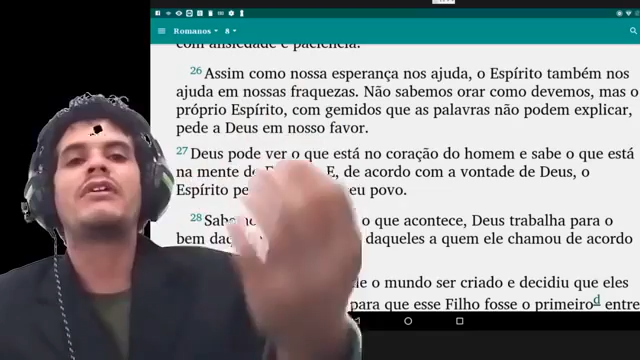 Romanos 8
com ansiedade e paciência.
26 Assim como nossa esperança nos ajuda, o Espírito também nos
ajuda em nossas fraquezas. Não sabemos orar como devemos, mas o
próprio Espírito, com gemidos que as palavras não podem explicar,
pede a Deus em nosso favor.
27 Deus pode ver o que está no coração do homem e sabe o que está
na mente do E, de acordo com a vontade de Deus, o
Espírito eu povo.
28 o que acontece, Deus trabalha para o
bem daqueles a quem ele chamou de acordo
o mundo ser criado e decidiu que eles
para que esse Filho fosse o primeiro d entre